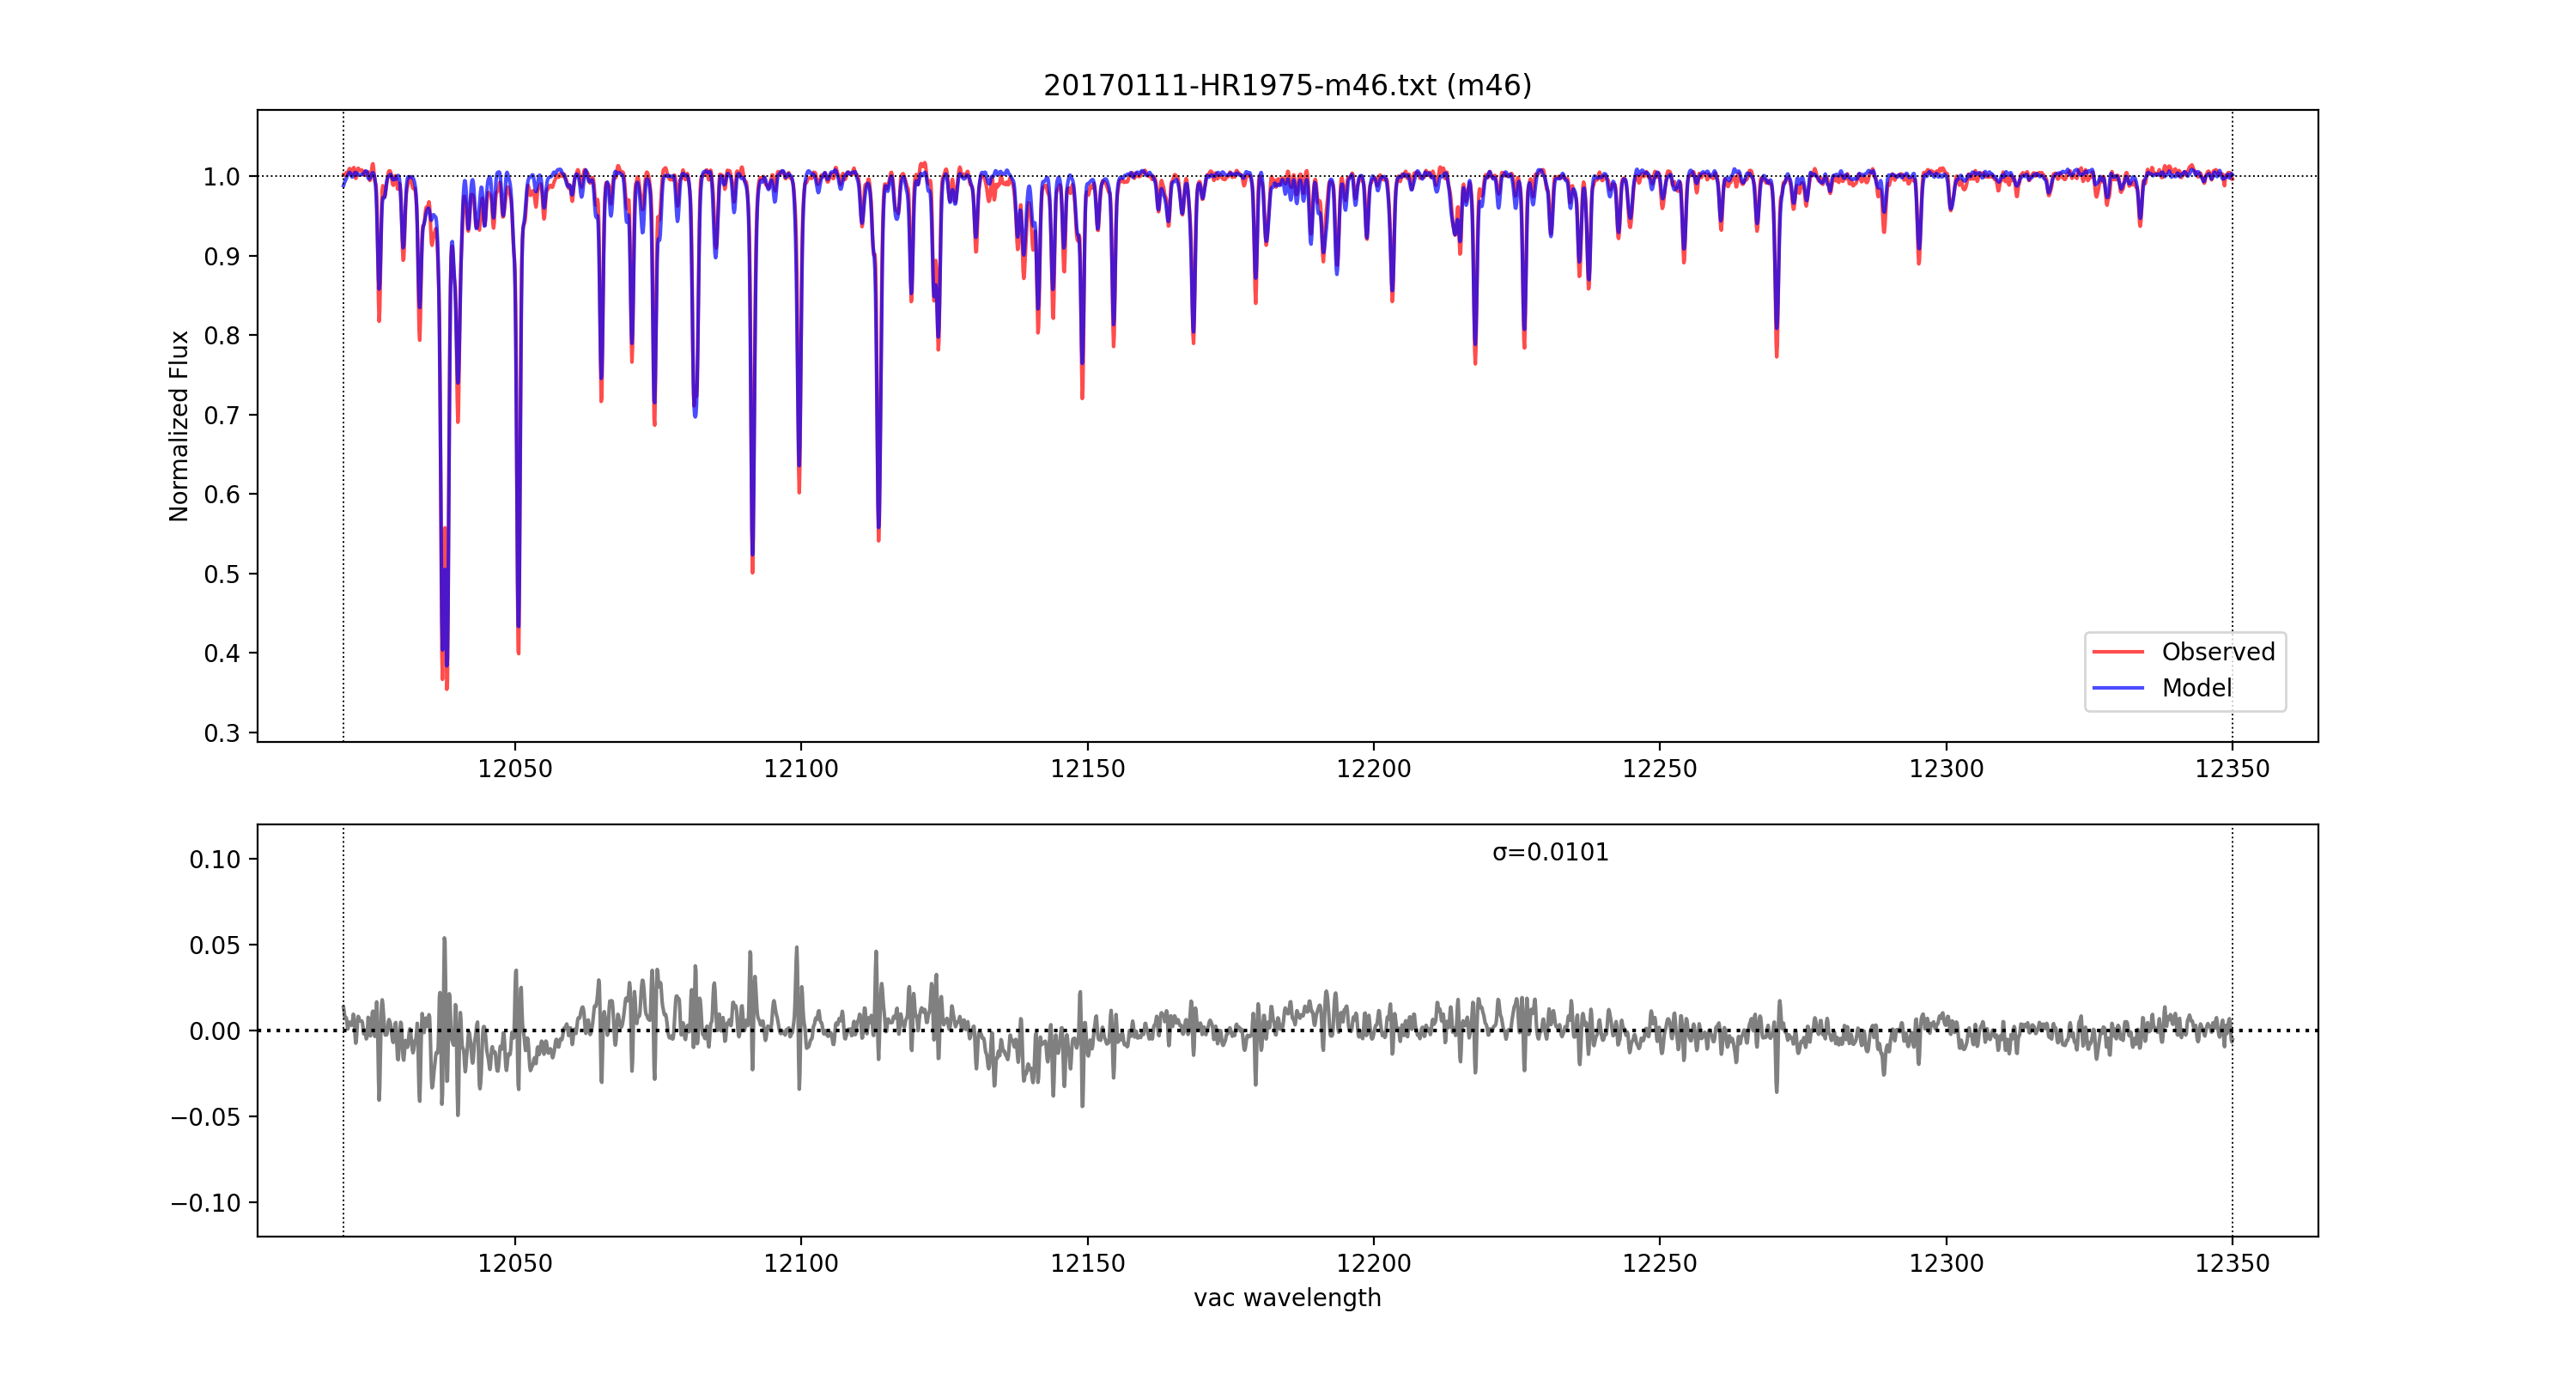 20170111-HR1975-m46.txt (m46)
Normalized Flux
1.0
0.9
0.8
0.7
0.6
0.5
0.4
0.3
Observed
Model
12050 12100 12150 12200 12250 12300 12350
σ=0.0101
0.10
0.05
0.00
−0.05
−0.10
12050 12100 12150 12200 12250 12300 12350
vac wavelength